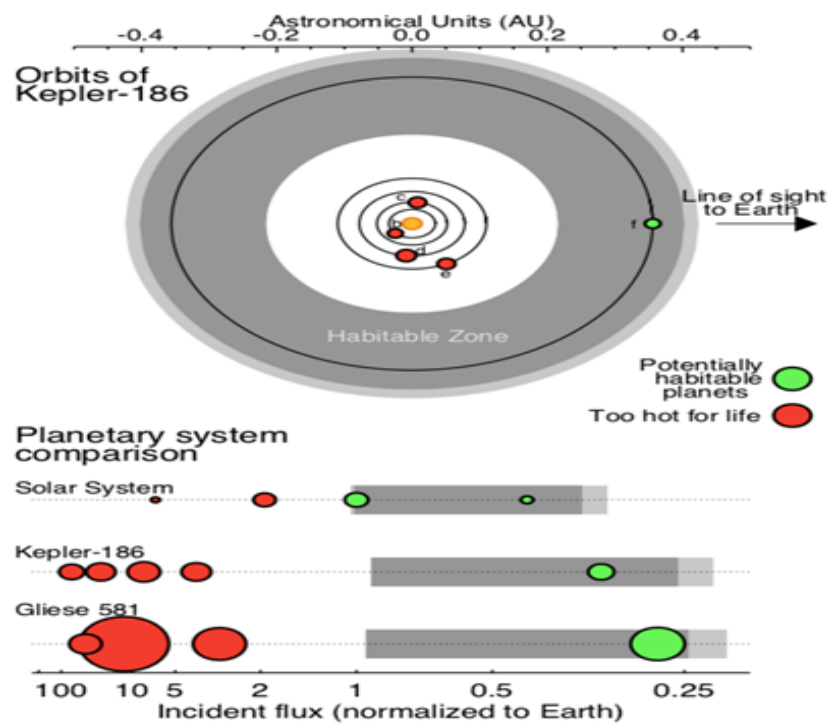 Astronomical Units (AU)
-0.4 -0.2 0.0 0.2 0.4
Orbits of
Kepler-186
c
b
d
e
f
Line of sight
to Earth
Habitable Zone
Potentially
habitable
planets
Too hot for life
Planetary system
comparison
Solar System
Kepler-186
Gliese 581
100 10 5 2 1 0.5 0.25
Incident flux (normalized to Earth)